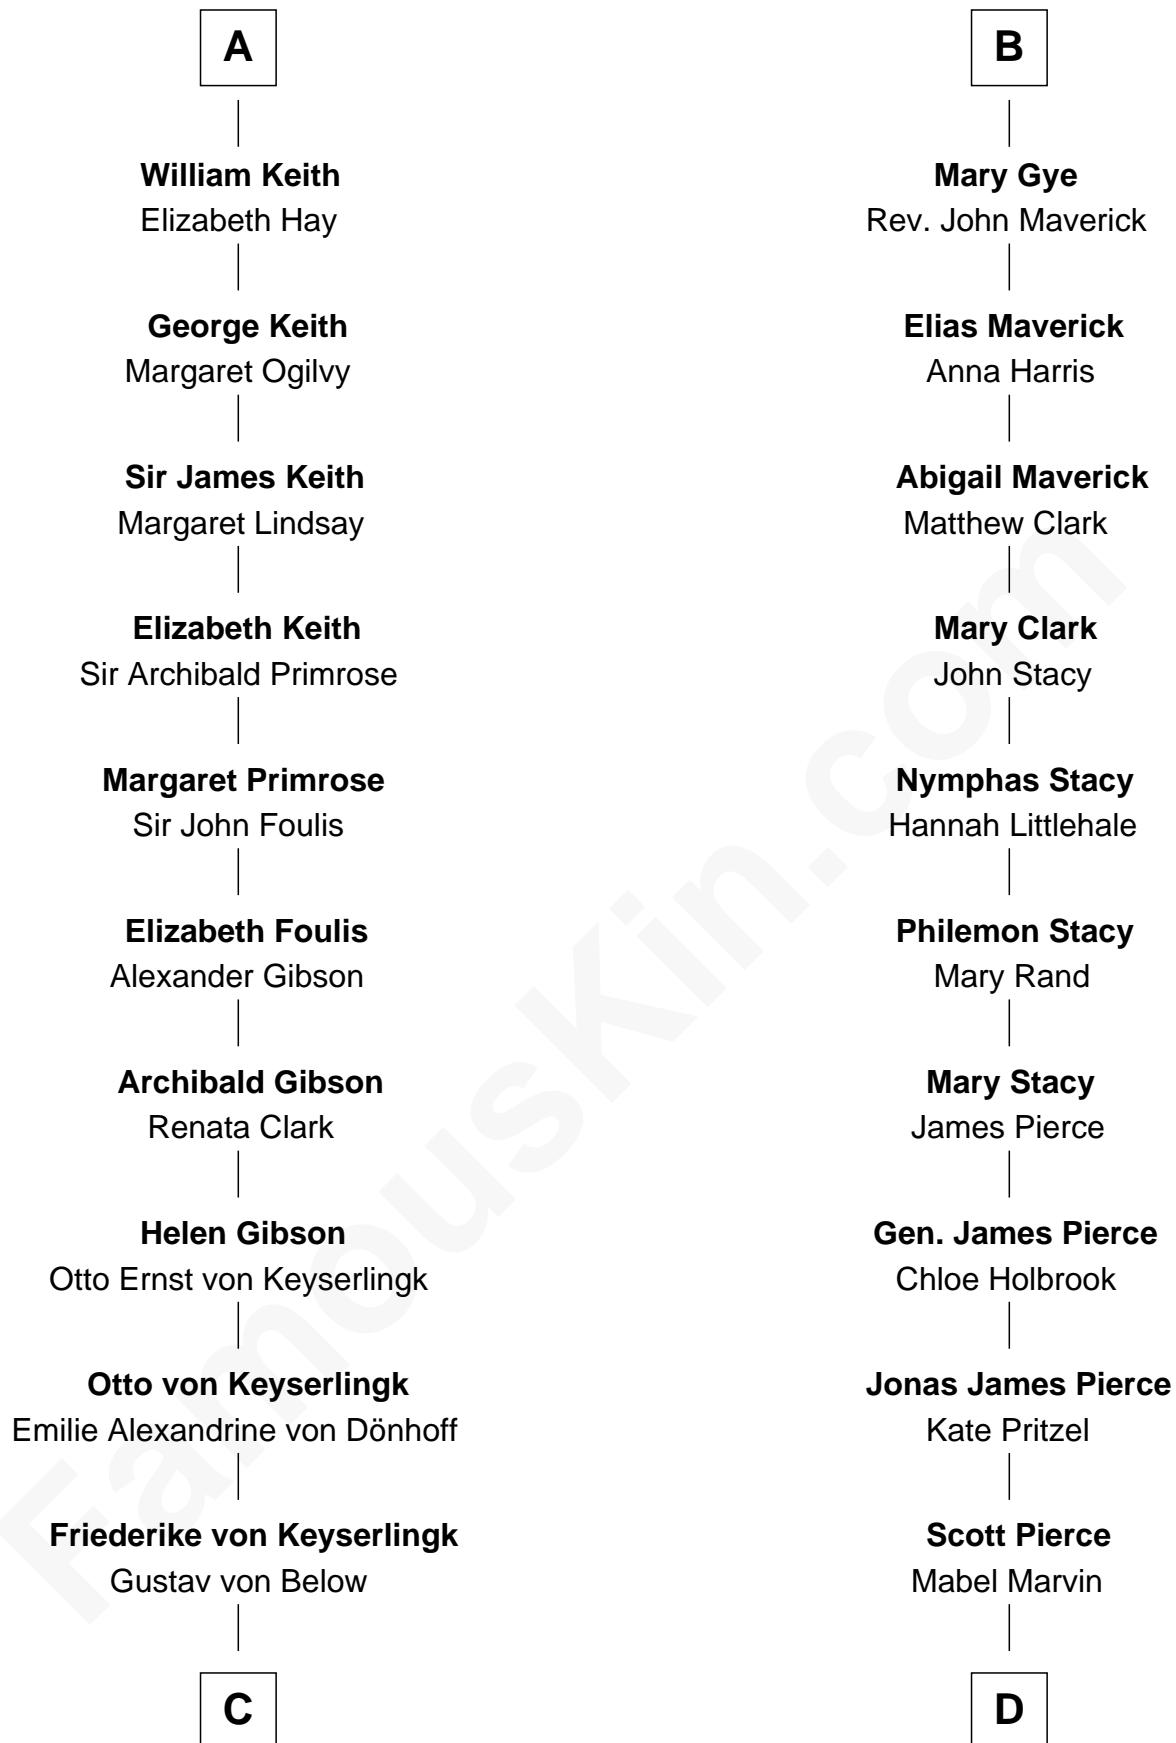 A
William Keith
Elizabeth Hay
George Keith
Margaret Ogilvy
Sir James Keith
Margaret Lindsay
Elizabeth Keith
Sir Archibald Primrose
Margaret Primrose
Sir John Foulis
Elizabeth Foulis
Alexander Gibson
Archibald Gibson
Renata Clark
Helen Gibson
Otto Ernst von Keyserlingk
Otto von Keyserlingk
Emilie Alexandrine von Dönhoff
Friederike von Keyserlingk
Gustav von Below
C
B
Mary Gye
Rev. John Maverick
Elias Maverick
Anna Harris
Abigail Maverick
Matthew Clark
Mary Clark
John Stacy
Nymphas Stacy
Hannah Littlehale
Philemon Stacy
Mary Rand
Mary Stacy
James Pierce
Gen. James Pierce
Chloe Holbrook
Jonas James Pierce
Kate Pritzel
Scott Pierce
Mabel Marvin
D
FamousKin.com